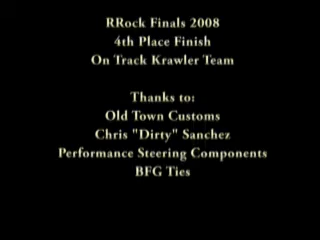 RRock Finals 2008
4th Place Finish
On Track Krawler Team
Thanks to:
Old Town Customs
Chris "Dirty" Sanchez
Performance Steering Components
BFG Ties